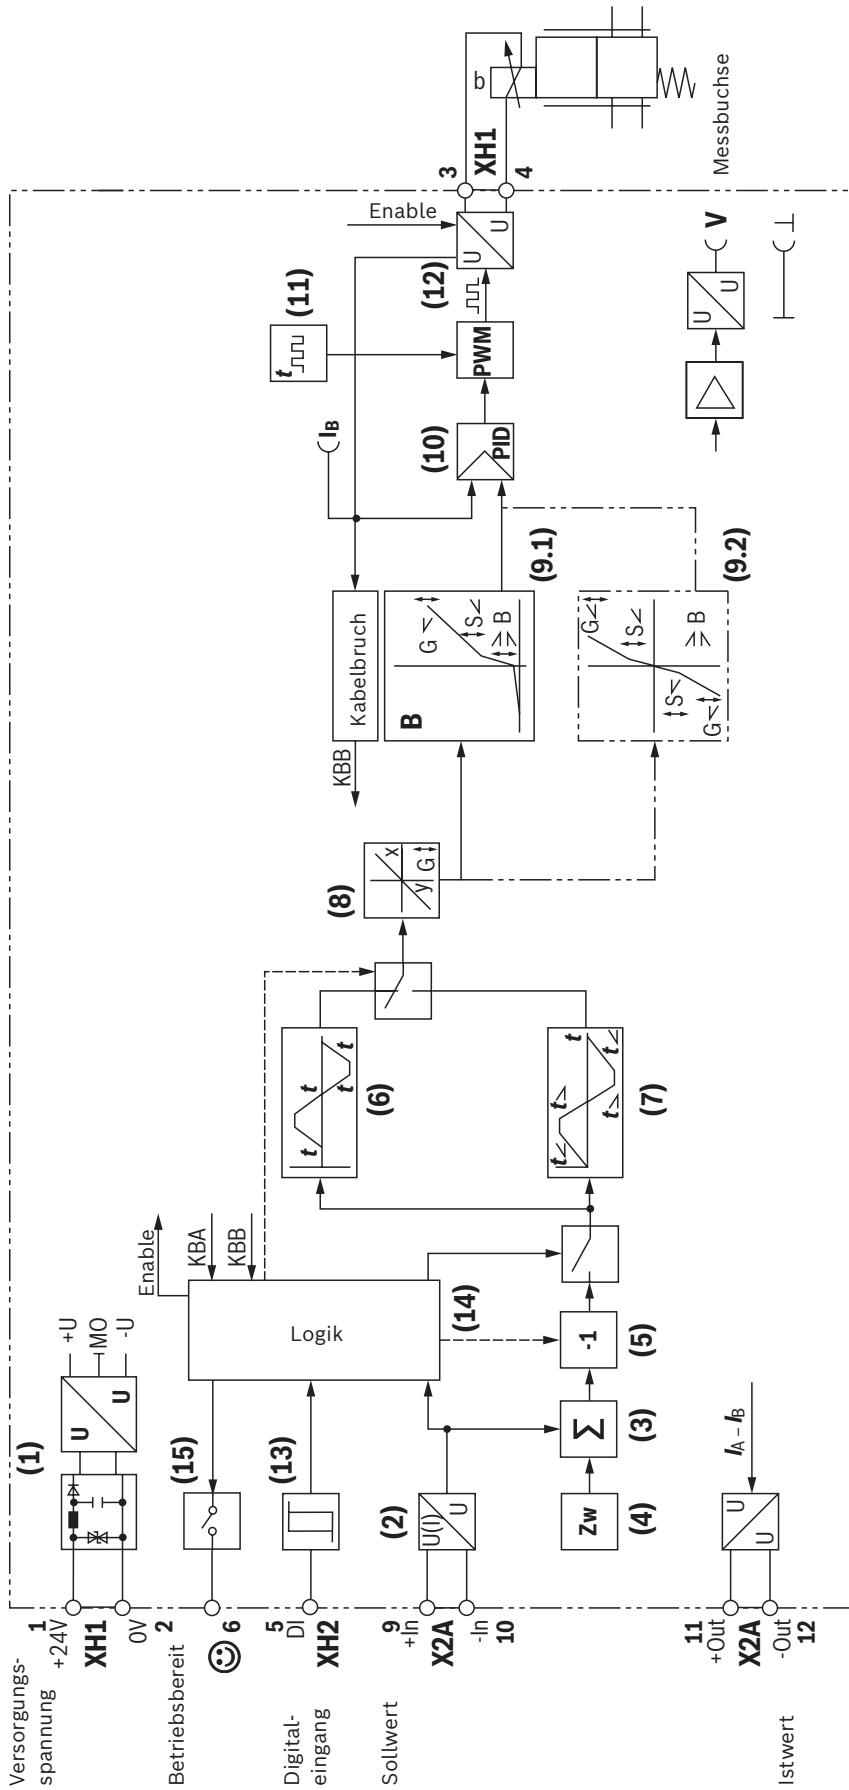 Versorgungs-
spannung
1
+24V
XH1
0V
2
(1)
U
U
+U
MO
-U
Betriebsbereit
6
(15)
Enable
KBA
KBB
Logik
(14)
Digital-
eingang
5
DI
XH2
(13)
Sollwert
9
+In
X2A
-In
10
(2)
U(I)
U
Zw
(4)
Σ
(3)
-1
(5)
t
t
t
t
(6)
t
t
t
t
t
(7)
(8)
x
y
G
KBB
Kabelbruch
B
G
S
B
(9.1)
G
S
B
S
G
(9.2)
IB
(10)
PID
(11)
t
PWM
(12)
Enable
U
U
3
XH1
4
b
Messbuchse
U
U
V
Istwert
11
+Out
X2A
-Out
12
U
U
IA – IB